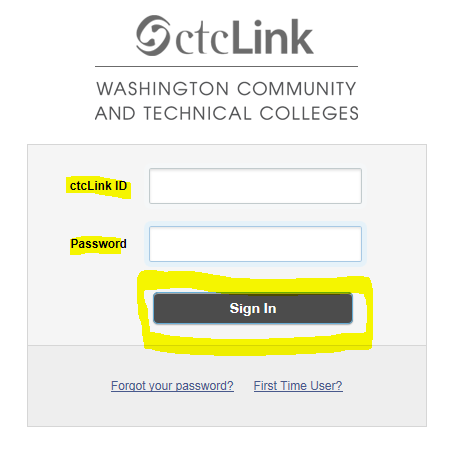 ctcLink
WASHINGTON COMMUNITY
AND TECHNICAL COLLEGES
ctcLink ID
Password
Sign In
Forgot your password? First Time User?